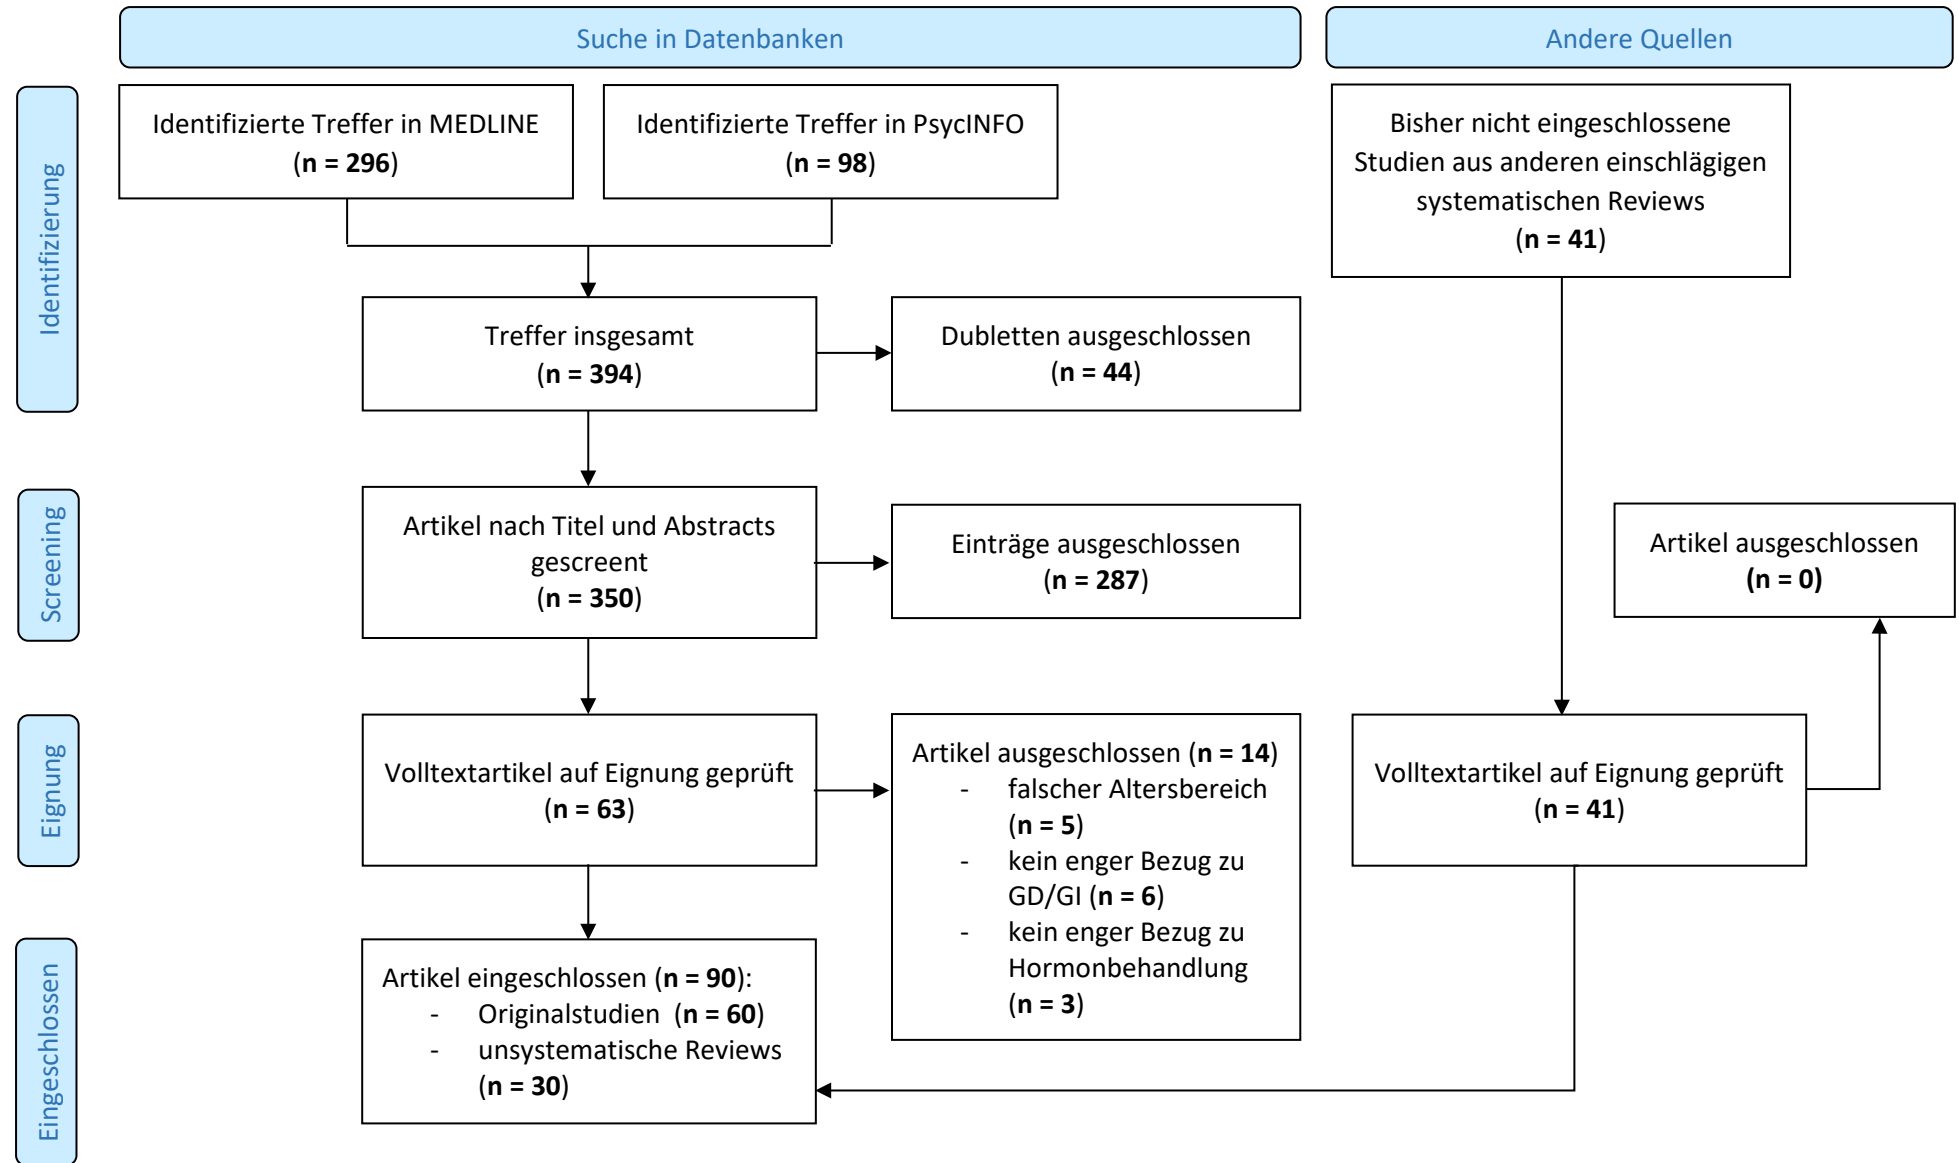 Suche in Datenbanken
Andere Quellen
Identifizierung
Identifizierte Treffer in MEDLINE
(n = 296)
Identifizierte Treffer in PsycINFO
(n = 98)
Bisher nicht eingeschlossene
Studien aus anderen einschlägigen
systematischen Reviews
(n = 41)
Treffer insgesamt
(n = 394)
Dubletten ausgeschlossen
(n = 44)
Screening
Artikel nach Titel und Abstracts
gescreent
(n = 350)
Einträge ausgeschlossen
(n = 287)
Artikel ausgeschlossen
(n = 0)
Eignung
Volltextartikel auf Eignung geprüft
(n = 63)
Artikel ausgeschlossen (n = 14)
- falscher Altersbereich
(n = 5)
- kein enger Bezug zu
GD/GI (n = 6)
- kein enger Bezug zu
Hormonbehandlung
(n = 3)
Volltextartikel auf Eignung geprüft
(n = 41)
Eingeschlossen
Artikel eingeschlossen (n = 90):
- Originalstudien (n = 60)
- unsystematische Reviews
(n = 30)